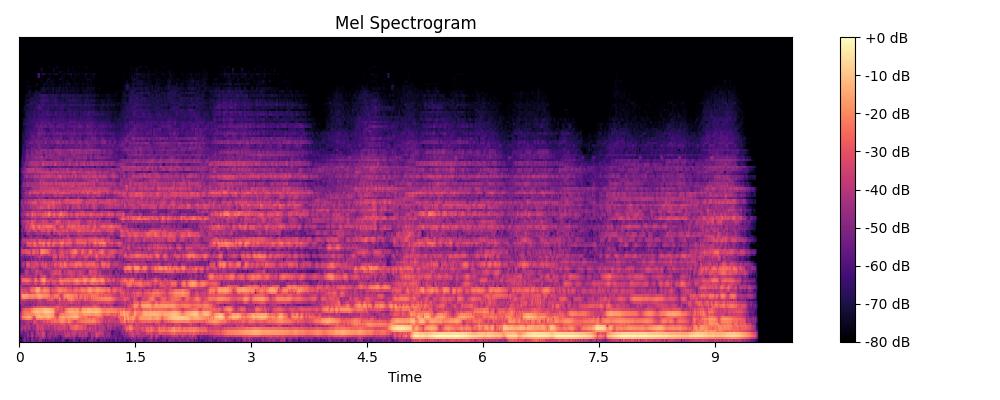 Mel Spectrogram
+0 dB
-10 dB
-20 dB
-30 dB
-40 dB
-50 dB
-60 dB
-70 dB
-80 dB
0 1.5 3 4.5 6 7.5 9
Time